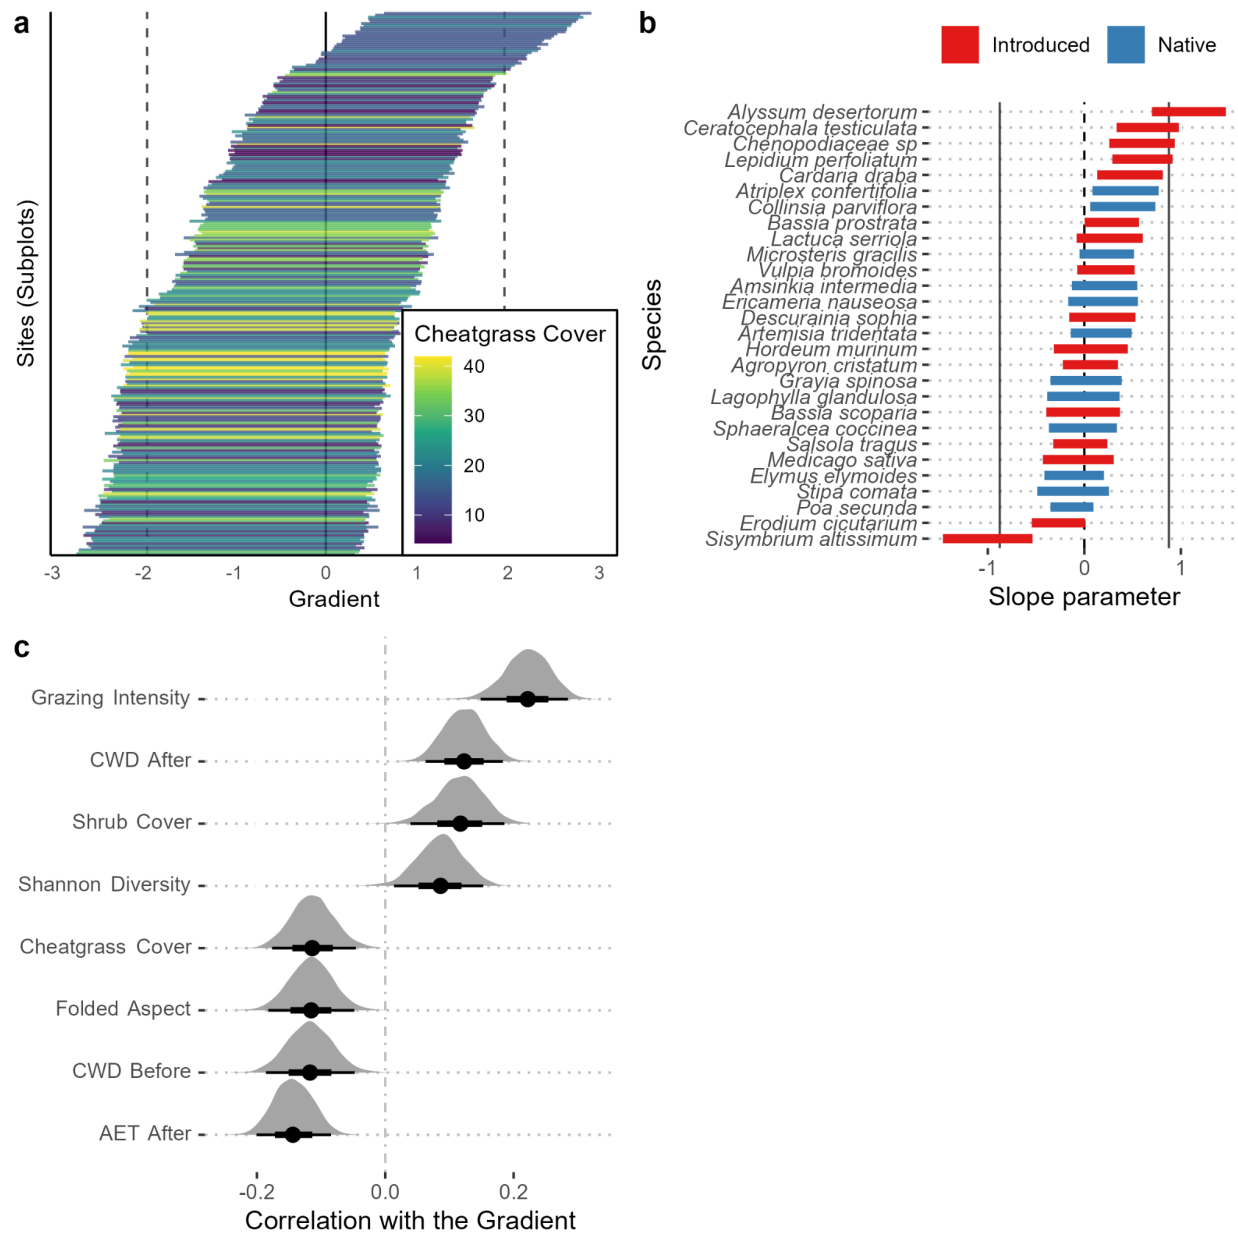 a
Sites (Subplots)
Cheatgrass Cover
40
30
20
10
-3 -2 -1 0 1 2 3
Gradient
b
Introduced Native
Species
Alyssum desertorum
Ceratocephala testiculata
Chenopodiaceae sp
Lepidium perfoliatum
Cardaria draba
Atriplex confertifolia
Collinsia parviflora
Bassia prostrata
Lactuca serriola
Microsteris gracilis
Vulpia bromoides
Amsinkia intermedia
Ericameria nauseosa
Descurainia sophia
Artemisia tridentata
Hordeum murinum
Agropyron cristatum
Grayia spinosa
Lagophylla glandulosa
Bassia scoparia
Sphaeralcea coccinea
Salsola tragus
Medicago sativa
Elymus elymoides
Stipa comata
Poa secunda
Erodium cicutarium
Sisymbrium altissimum
-1 0 1
Slope parameter
c
Grazing Intensity
CWD After
Shrub Cover
Shannon Diversity
Cheatgrass Cover
Folded Aspect
CWD Before
AET After
-0.2 0.0 0.2
Correlation with the Gradient